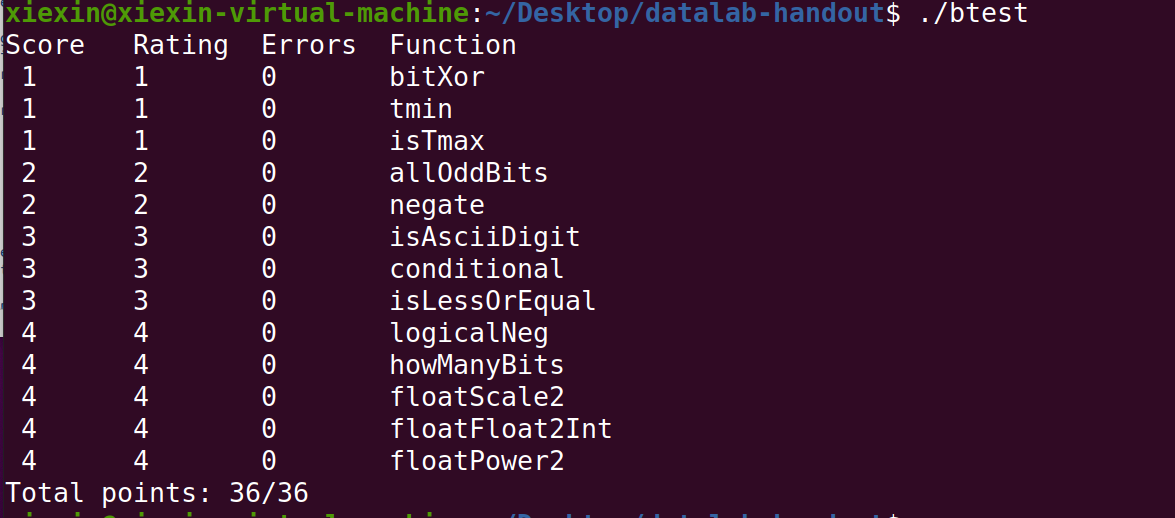 xiexin@xiexin-virtual-machine:~/Desktop/datalab-handout$ ./btest
Score Rating Errors Function
1 1 0 bitXor
1 1 0 tmin
1 1 0 isTmax
2 2 0 allOddBits
2 2 0 negate
3 3 0 isAsciiDigit
3 3 0 conditional
3 3 0 isLessOrEqual
4 4 0 logicalNeg
4 4 0 howManyBits
4 4 0 floatScale2
4 4 0 floatFloat2Int
4 4 0 floatPower2
Total points: 36/36